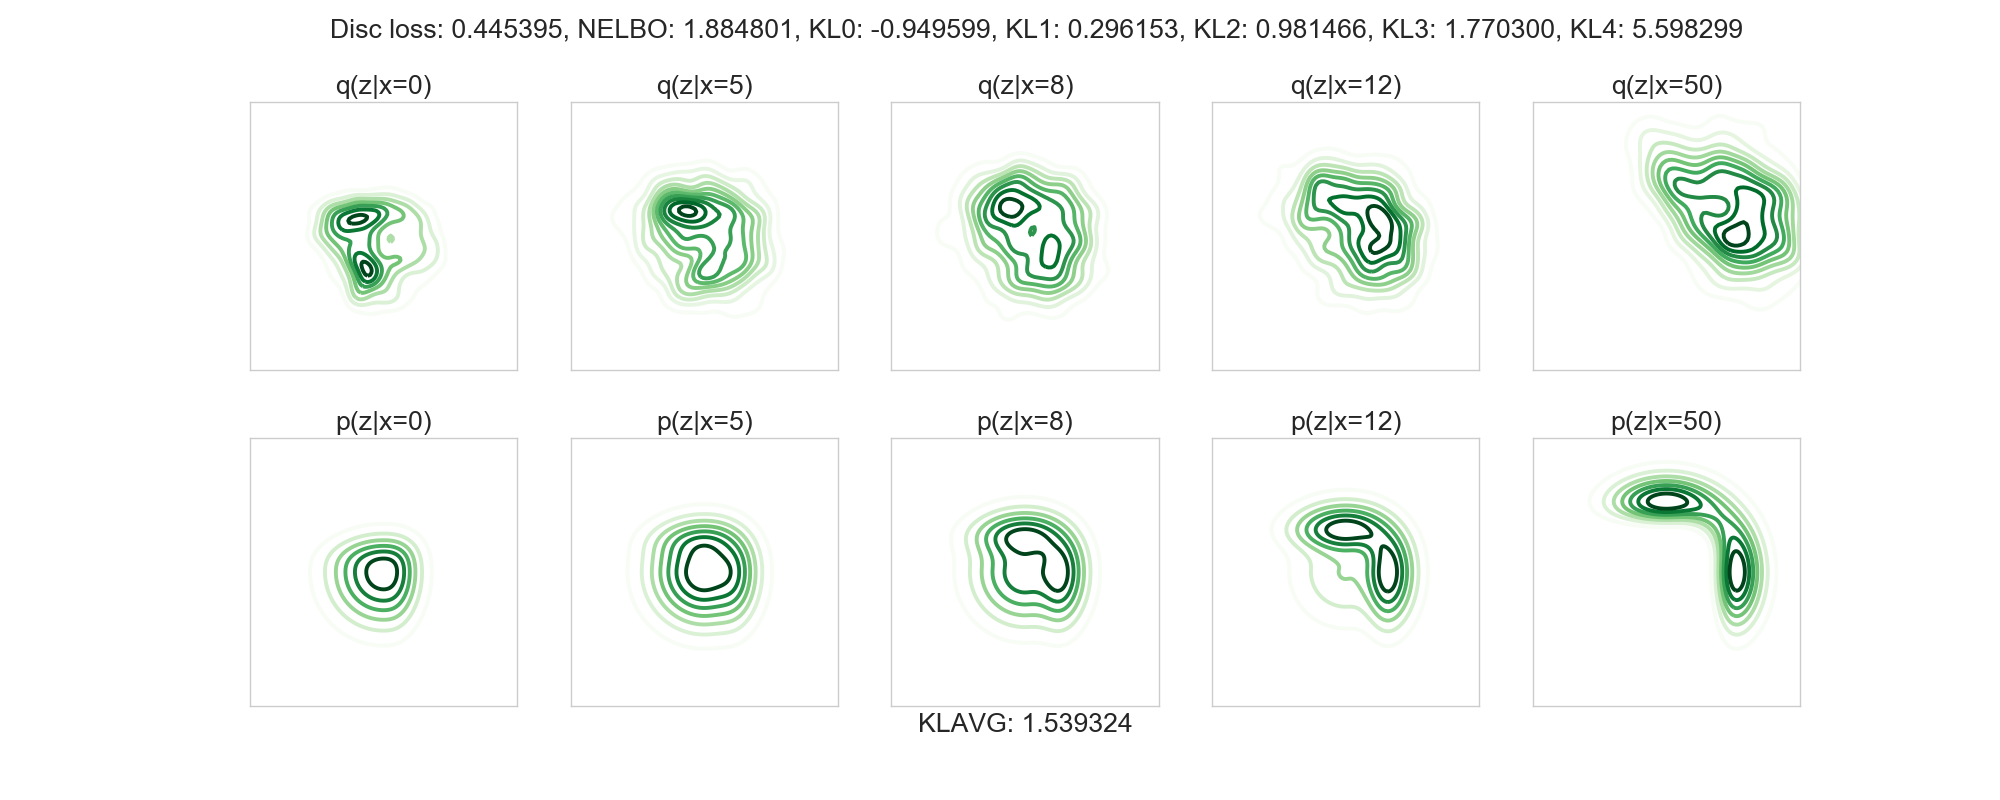 Disc loss: 0.445395, NELBO: 1.884801, KL0: -0.949599, KL1: 0.296153, KL2: 0.981466, KL3: 1.770300, KL4: 5.598299
q(z|x=0) q(z|x=5) q(z|x=8) q(z|x=12) q(z|x=50)
p(z|x=0) p(z|x=5) p(z|x=8) p(z|x=12) p(z|x=50)
KLAVG: 1.539324